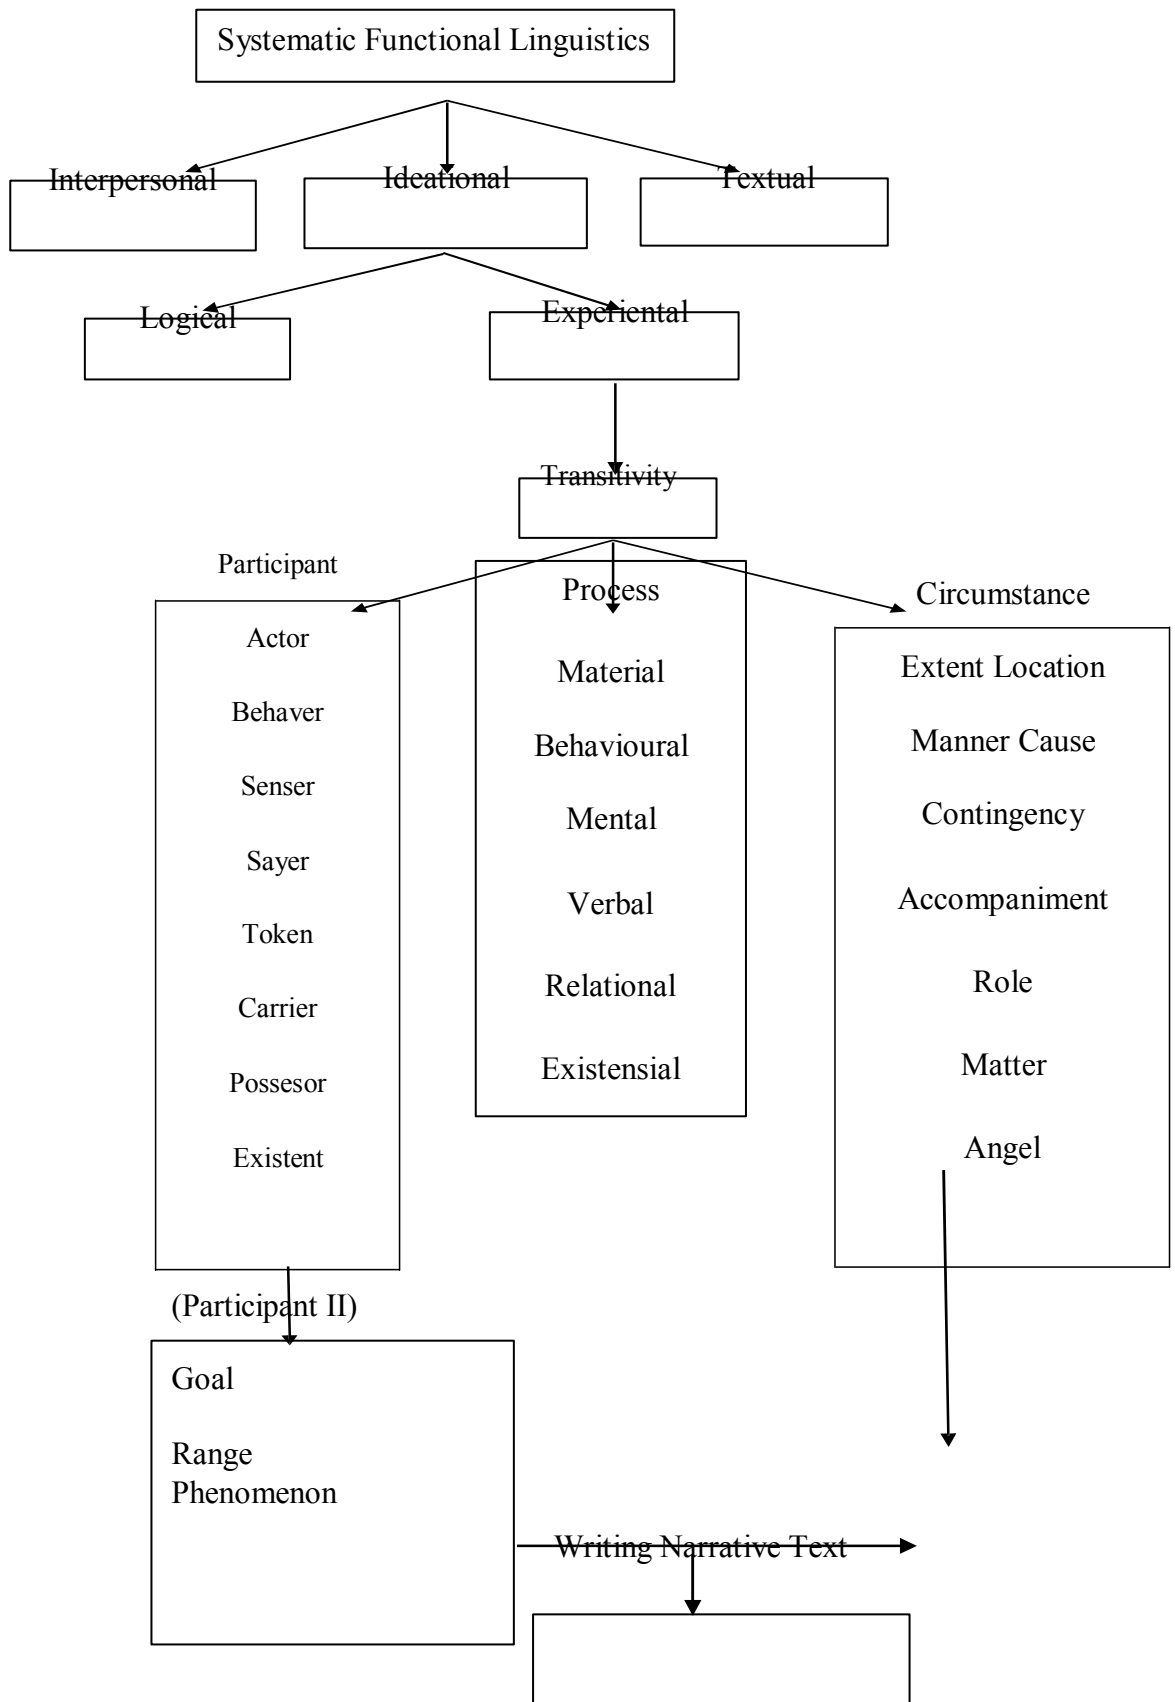 Systematic Functional Linguistics
Interpersonal
Ideational
Textual
Logical
Experiental
Transitivity
Participant
Process
Circumstance
Actor
Behaver
Senser
Sayer
Token
Carrier
Possesor
Existent
Material
Behavioural
Mental
Verbal
Relational
Existensial
Extent Location
Manner Cause
Contingency
Accompaniment
Role
Matter
Angel
(Participant II)
Goal
Range
Phenomenon
Writing Narrative Text